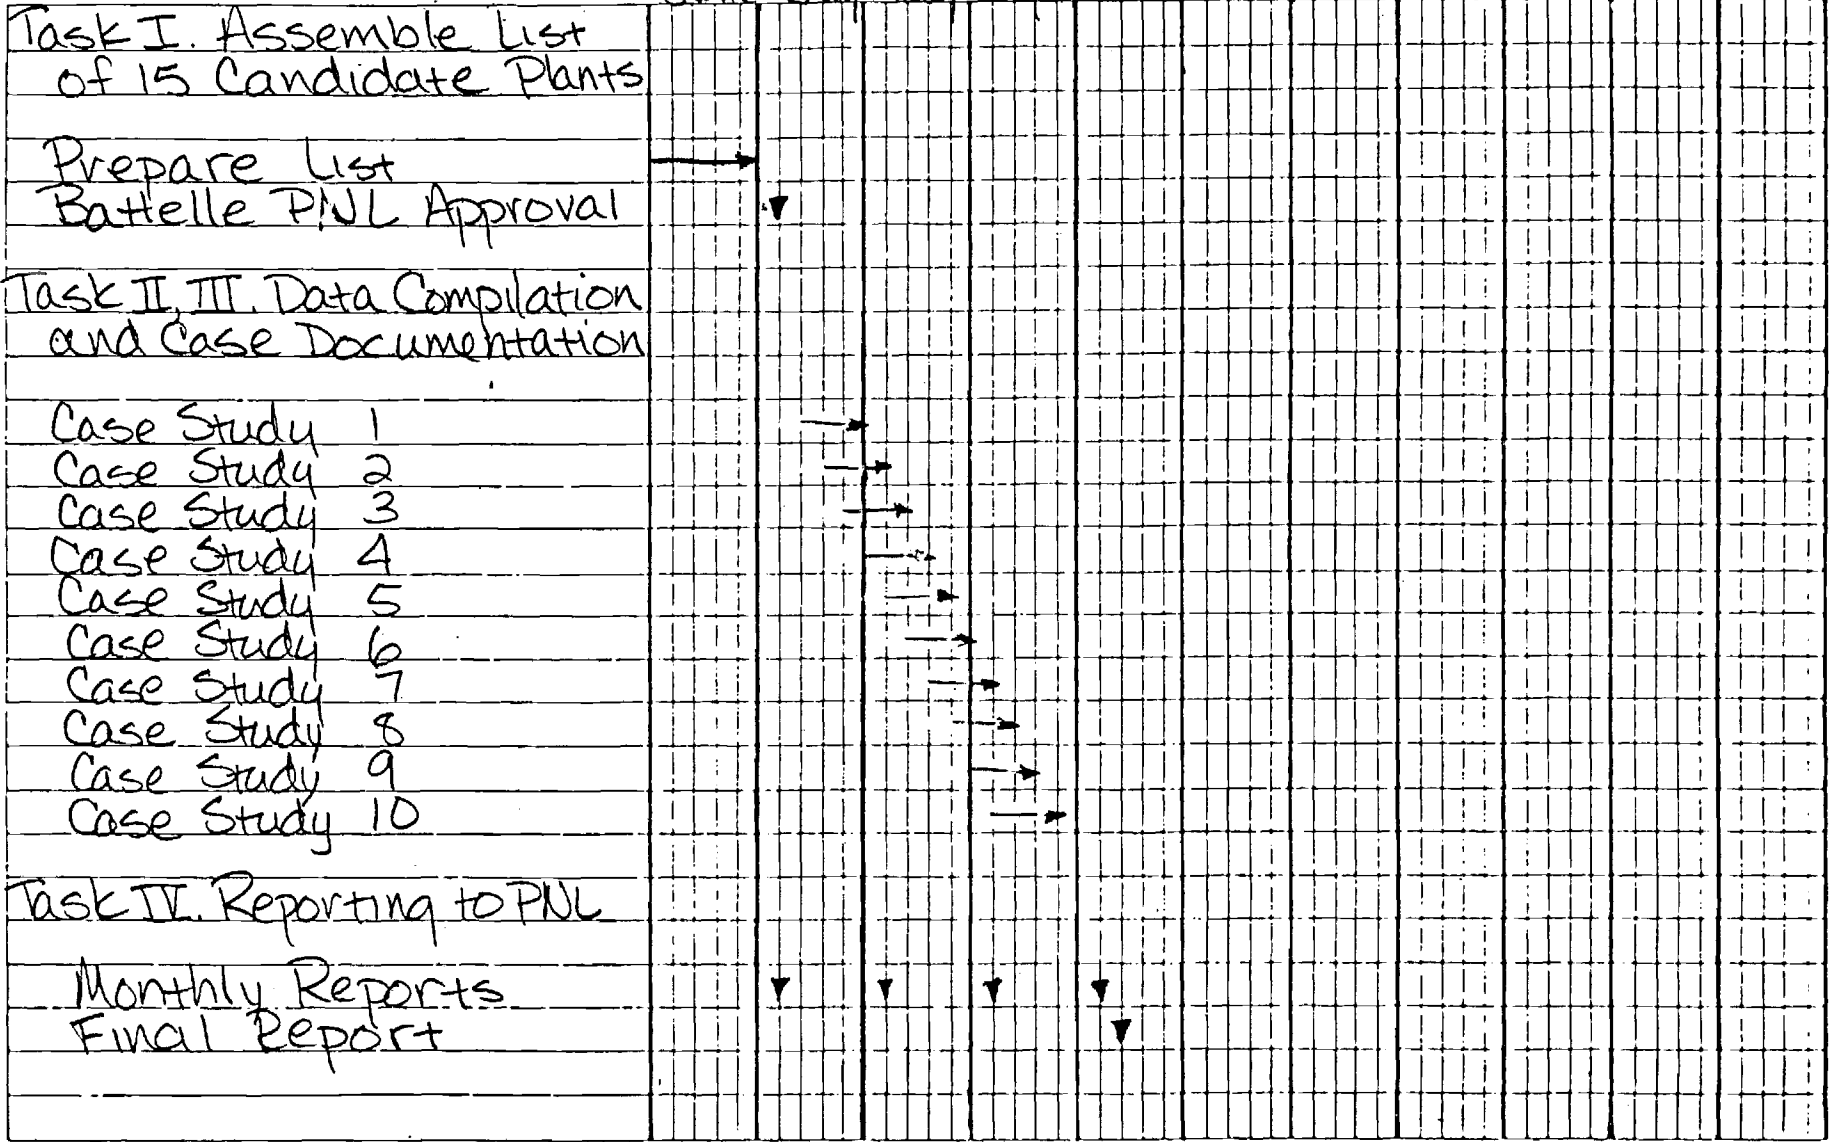 Task I. Assemble List
of 15 Candidate Plants
Prepare List
Battelle PNL Approval
Task II, III. Data Compilation
and Case Documentation
Case Study 1
Case Study 2
Case Study 3
Case Study 4
Case Study 5
Case Study 6
Case Study 7
Case Study 8
Case Study 9
Case Study 10
Task IV. Reporting to PNL
Monthly Reports
Final Report